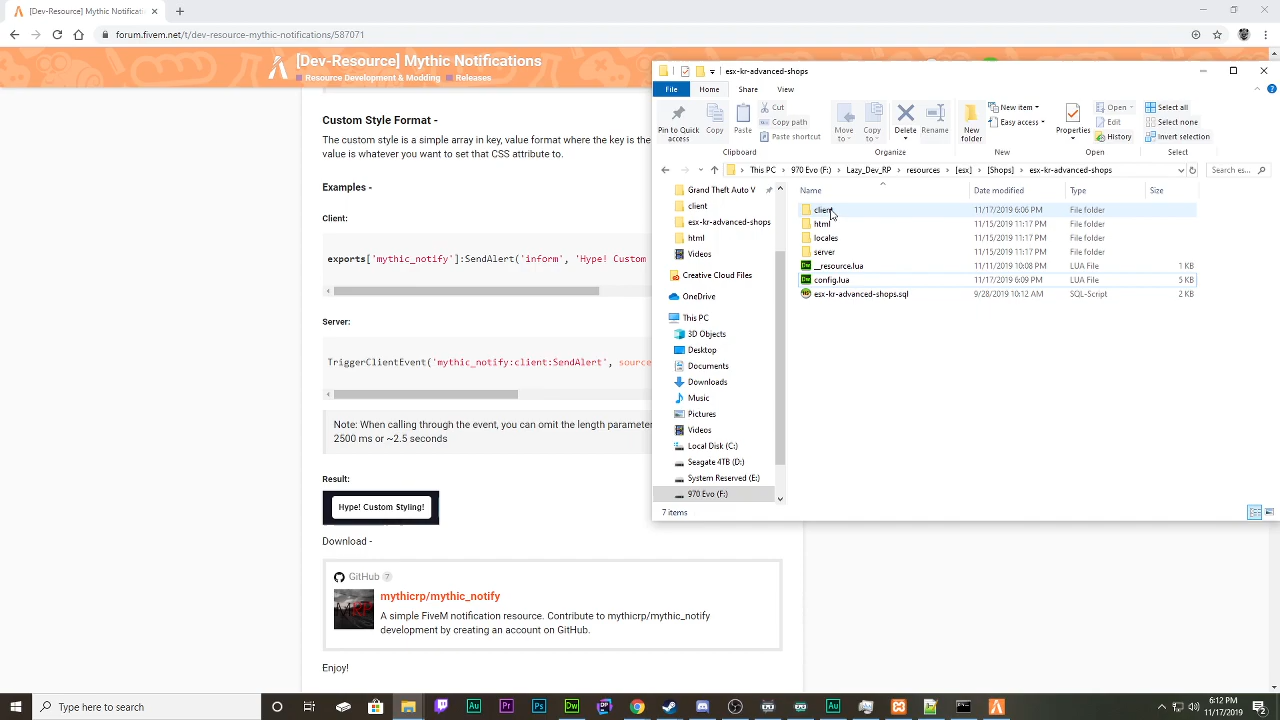 [Dev-Resource] Mythic Notificatio
forum.fivem.net/t/dev-resource-mythic-notifications/587071
[Dev-Resource] Mythic Notifications
Resource Development & Modding Releases
Custom Style Format -
The custom style is a simple array in key, value format where the key is the
value is whatever you want to set that CSS attribute to.
Examples -
Client:
exports['mythic_notify']:SendAlert('inform', 'Hype! Custom
Server:
TriggerClientEvent('mythic_notify:client:SendAlert', source
Note: When calling through the event, you can omit the length parameter
2500 ms or ~2.5 seconds
Result:
Hype! Custom Styling!
Download -
GitHub ?
mythicrp/mythic_notify
A simple FiveM notification resource. Contribute to mythicrp/mythic_notify
development by creating an account on GitHub.
Enjoy!
esx-kr-advanced-shops
File Home Share View
Pin to Quick access
Copy
Paste
Cut
Copy path
Paste shortcut
Move to
Copy to
Delete
Rename
New folder
New item
Easy access
Properties
Open
Edit
History
Select all
Select none
Invert selection
Clipboard Organize New Open Select
This PC 970 Evo (F:) Lazy_Dev_RP resources [esx] [Shops] esx-kr-advanced-shops
Search es...
Grand Theft Auto V
client
esx-kr-advanced-shops
html
Videos
Creative Cloud Files
OneDrive
This PC
3D Objects
Desktop
Documents
Downloads
Music
Pictures
Videos
Local Disk (C:)
Seagate 4TB (D:)
System Reserved (E:)
970 Evo (F:)
Name Date modified Type Size
client 11/17/2019 6:06 PM File folder
html 11/15/2019 11:17 PM File folder
locales 11/15/2019 11:17 PM File folder
server 11/15/2019 11:17 PM File folder
__resource.lua 11/11/2019 10:08 PM LUA File 1 KB
config.lua 11/17/2019 6:09 PM LUA File 5 KB
esx-kr-advanced-shops.sql 9/28/2019 10:12 AM SQL-Script 2 KB
7 items
Type here to search
6:12 PM
11/17/2019